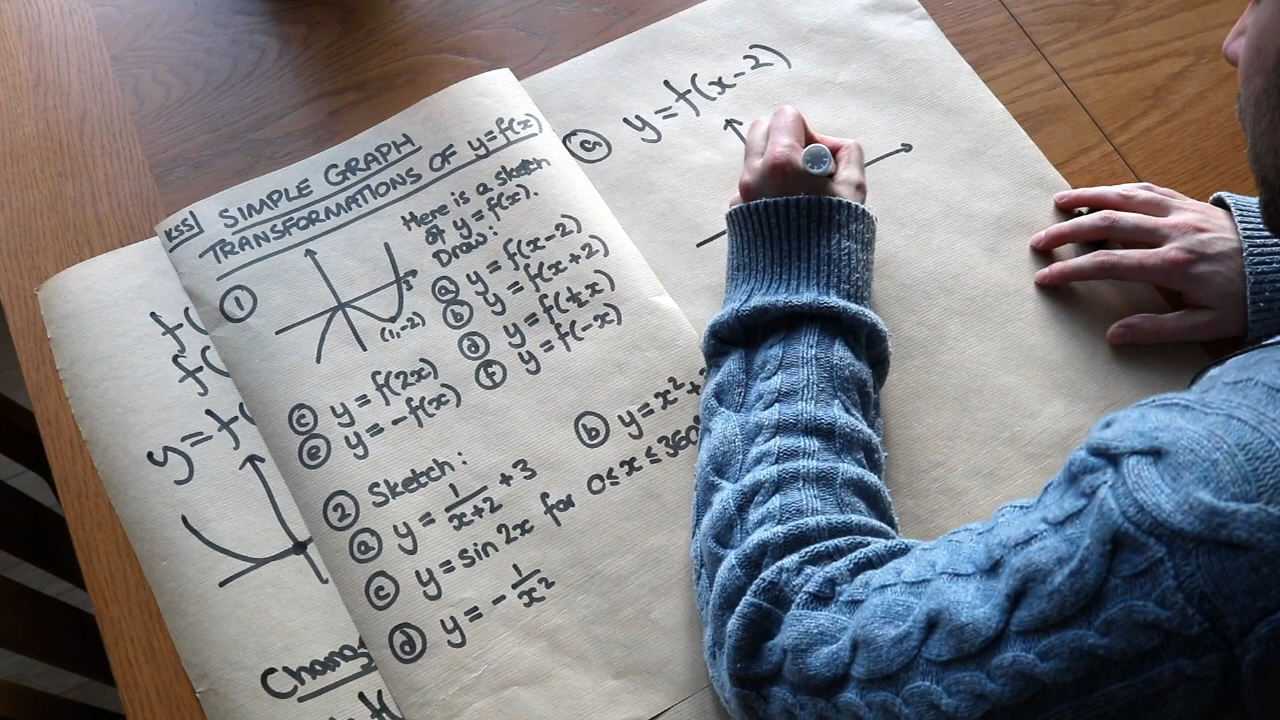 KS5
SIMPLE GRAPH
TRANSFORMATIONS OF y=f(x)
①
Here is a sketch
of y=f(x).
Draw:
3
(1,-2)
ⓐ y=f(x-2)
ⓑ y=f(x+2)
ⓒ y=f(2x)
ⓓ y=f(½x)
ⓔ y=-f(x)
ⓕ y=f(-x)
② Sketch:
ⓐ y = 1/(x+2) + 3
ⓑ y=x²+
ⓒ y=sin 2x for 0≤x≤360°
ⓓ y=-1/x²
ⓐ y=f(x-2)
f(
f(
y=f(
Chang